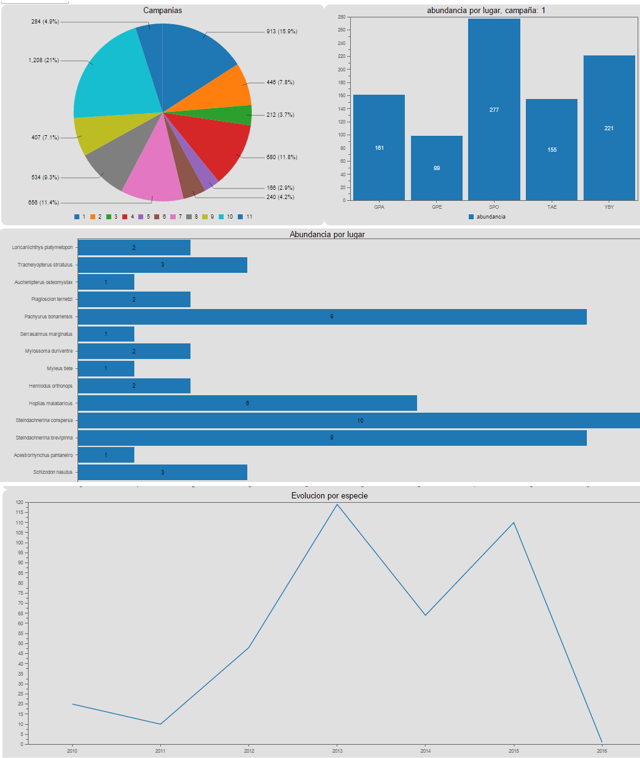 Campanias
284 (4.9%)
913 (15.9%)
446 (7.8%)
212 (3.7%)
680 (11.8%)
166 (2.9%)
240 (4.2%)
656 (11.4%)
534 (9.3%)
407 (7.1%)
1,208 (21%)
1 2 3 4 5 6 7 8 9 10 11
abundancia por lugar, campaña: 1
280
260
240
220
200
180
160
140
120
100
80
60
40
20
0
161
99
277
155
221
GPA GPE SPO TAE YBY
abundancia
Abundancia por lugar
Loricariichthys platymetopon 2
Trachelyopterus striatulus 3
Auchenipterus osteomystax 1
Plagioscion ternetzi 2
Pachyurus bonariensis 9
Serrasalmus marginatus 1
Mylossoma duriventre 2
Myleus tiete 1
Hemiodus orthonops 2
Hoplias malabaricus 6
Steindachnerina conspersa 10
Steindachnerina brevipinna 9
Acestrorhynchus pantaneiro 1
Schizodon nasutus 3
Evolucion por especie
120
115
110
105
100
95
90
85
80
75
70
65
60
55
50
45
40
35
30
25
20
15
10
5
0
2010 2011 2012 2013 2014 2015 2016